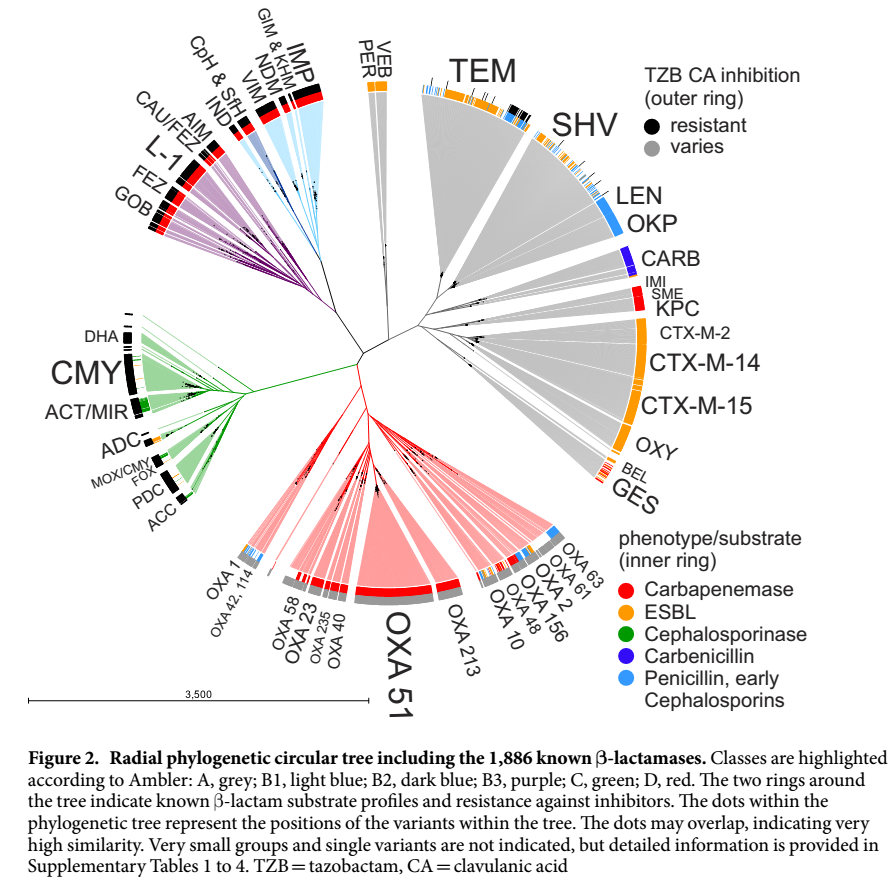 GIM & KHM
IMP
NDM
VIM
CpH & SfH
IND
AIM
CAU/FEZ
L-1
FEZ
GOB
PER
VEB
TEM
SHV
LEN
OKP
CARB
IMI
SME
KPC
CTX-M-2
CTX-M-14
CTX-M-15
OXY
BEL
GES
TZB CA inhibition
(outer ring)
resistant
varies
DHA
CMY
ACT/MIR
ADC
MOX/CMY
FOX
PDC
ACC
OXA 1
OXA 42, 114
OXA 58
OXA 23
OXA 235
OXA 40
OXA 51
OXA 213
OXA 10
OXA 48
OXA 156
OXA 2
OXA 61
OXA 63
phenotype/substrate
(inner ring)
Carbapenemase
ESBL
Cephalosporinase
Carbenicillin
Penicillin, early
Cephalosporins
3,500
Figure 2. Radial phylogenetic circular tree including the 1,886 known β-lactamases. Classes are highlighted
according to Ambler: A, grey; B1, light blue; B2, dark blue; B3, purple; C, green; D, red. The two rings around
the tree indicate known β-lactam substrate profiles and resistance against inhibitors. The dots within the
phylogenetic tree represent the positions of the variants within the tree. The dots may overlap, indicating very
high similarity. Very small groups and single variants are not indicated, but detailed information is provided in
Supplementary Tables 1 to 4. TZB = tazobactam, CA = clavulanic acid